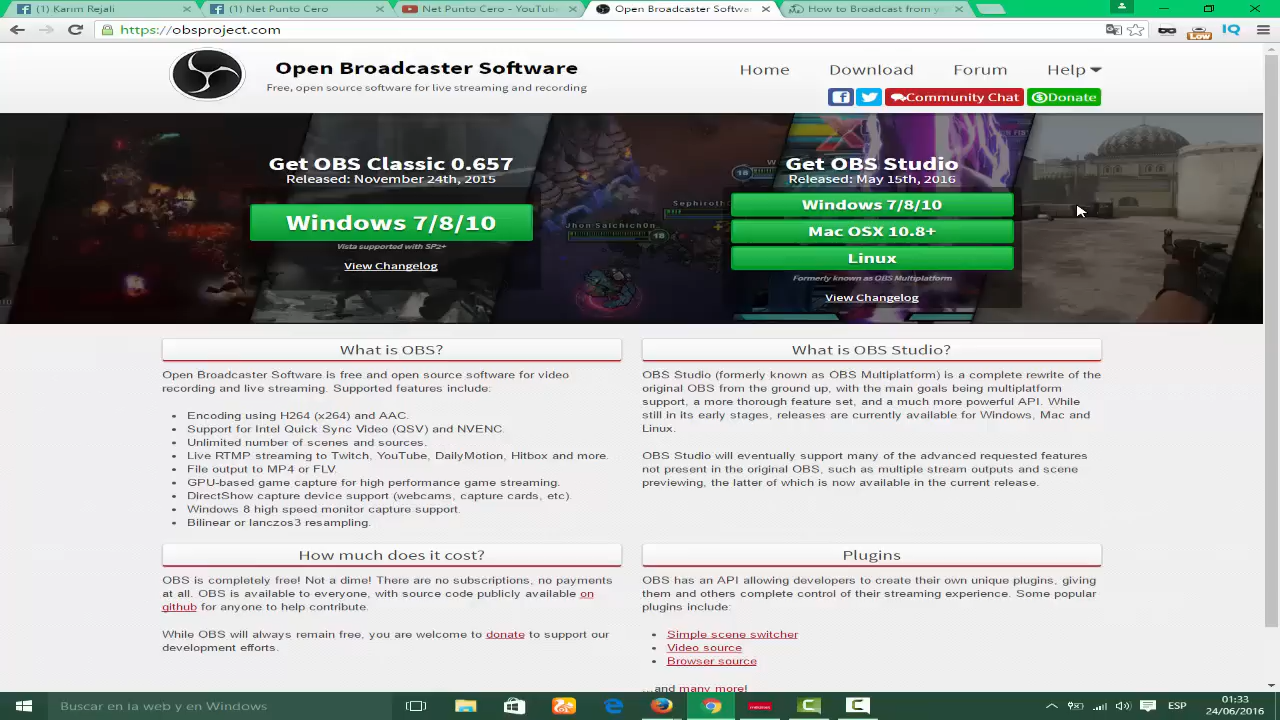 (1) Karim Rejali
(1) Net Punto Cero
Net Punto Cero - YouTube
Open Broadcaster Softwa
How to Broadcast from y
https://obsproject.com
Low
IQ
Open Broadcaster Software
Free, open source software for live streaming and recording
Home
Download
Forum
Help
Community Chat
Donate
Get OBS Classic 0.657
Released: November 24th, 2015
Windows 7/8/10
Vista supported with SP2+
View Changelog
Get OBS Studio
Released: May 15th, 2016
Windows 7/8/10
Mac OSX 10.8+
Linux
Formerly known as OBS Multiplatform
View Changelog
What is OBS?
Open Broadcaster Software is free and open source software for video
recording and live streaming. Supported features include:
Encoding using H264 (x264) and AAC.
Support for Intel Quick Sync Video (QSV) and NVENC.
Unlimited number of scenes and sources.
Live RTMP streaming to Twitch, YouTube, DailyMotion, Hitbox and more.
File output to MP4 or FLV.
GPU-based game capture for high performance game streaming.
DirectShow capture device support (webcams, capture cards, etc).
Windows 8 high speed monitor capture support.
Bilinear or lanczos3 resampling.
What is OBS Studio?
OBS Studio (formerly known as OBS Multiplatform) is a complete rewrite of the
original OBS from the ground up, with the main goals being multiplatform
support, a more thorough feature set, and a much more powerful API. While
still in its early stages, releases are currently available for Windows, Mac and
Linux.
OBS Studio will eventually support many of the advanced requested features
not present in the original OBS, such as multiple stream outputs and scene
previewing, the latter of which is now available in the current release.
How much does it cost?
OBS is completely free! Not a dime! There are no subscriptions, no payments
at all. OBS is available to everyone, with source code publicly available on
github for anyone to help contribute.
While OBS will always remain free, you are welcome to donate to support our
development efforts.
Plugins
OBS has an API allowing developers to create their own unique plugins, giving
them and others complete control of their streaming experience. Some popular
plugins include:
Simple scene switcher
Video source
Browser source
...and many more!
Buscar en la web y en Windows
ESP
01:33
24/06/2016